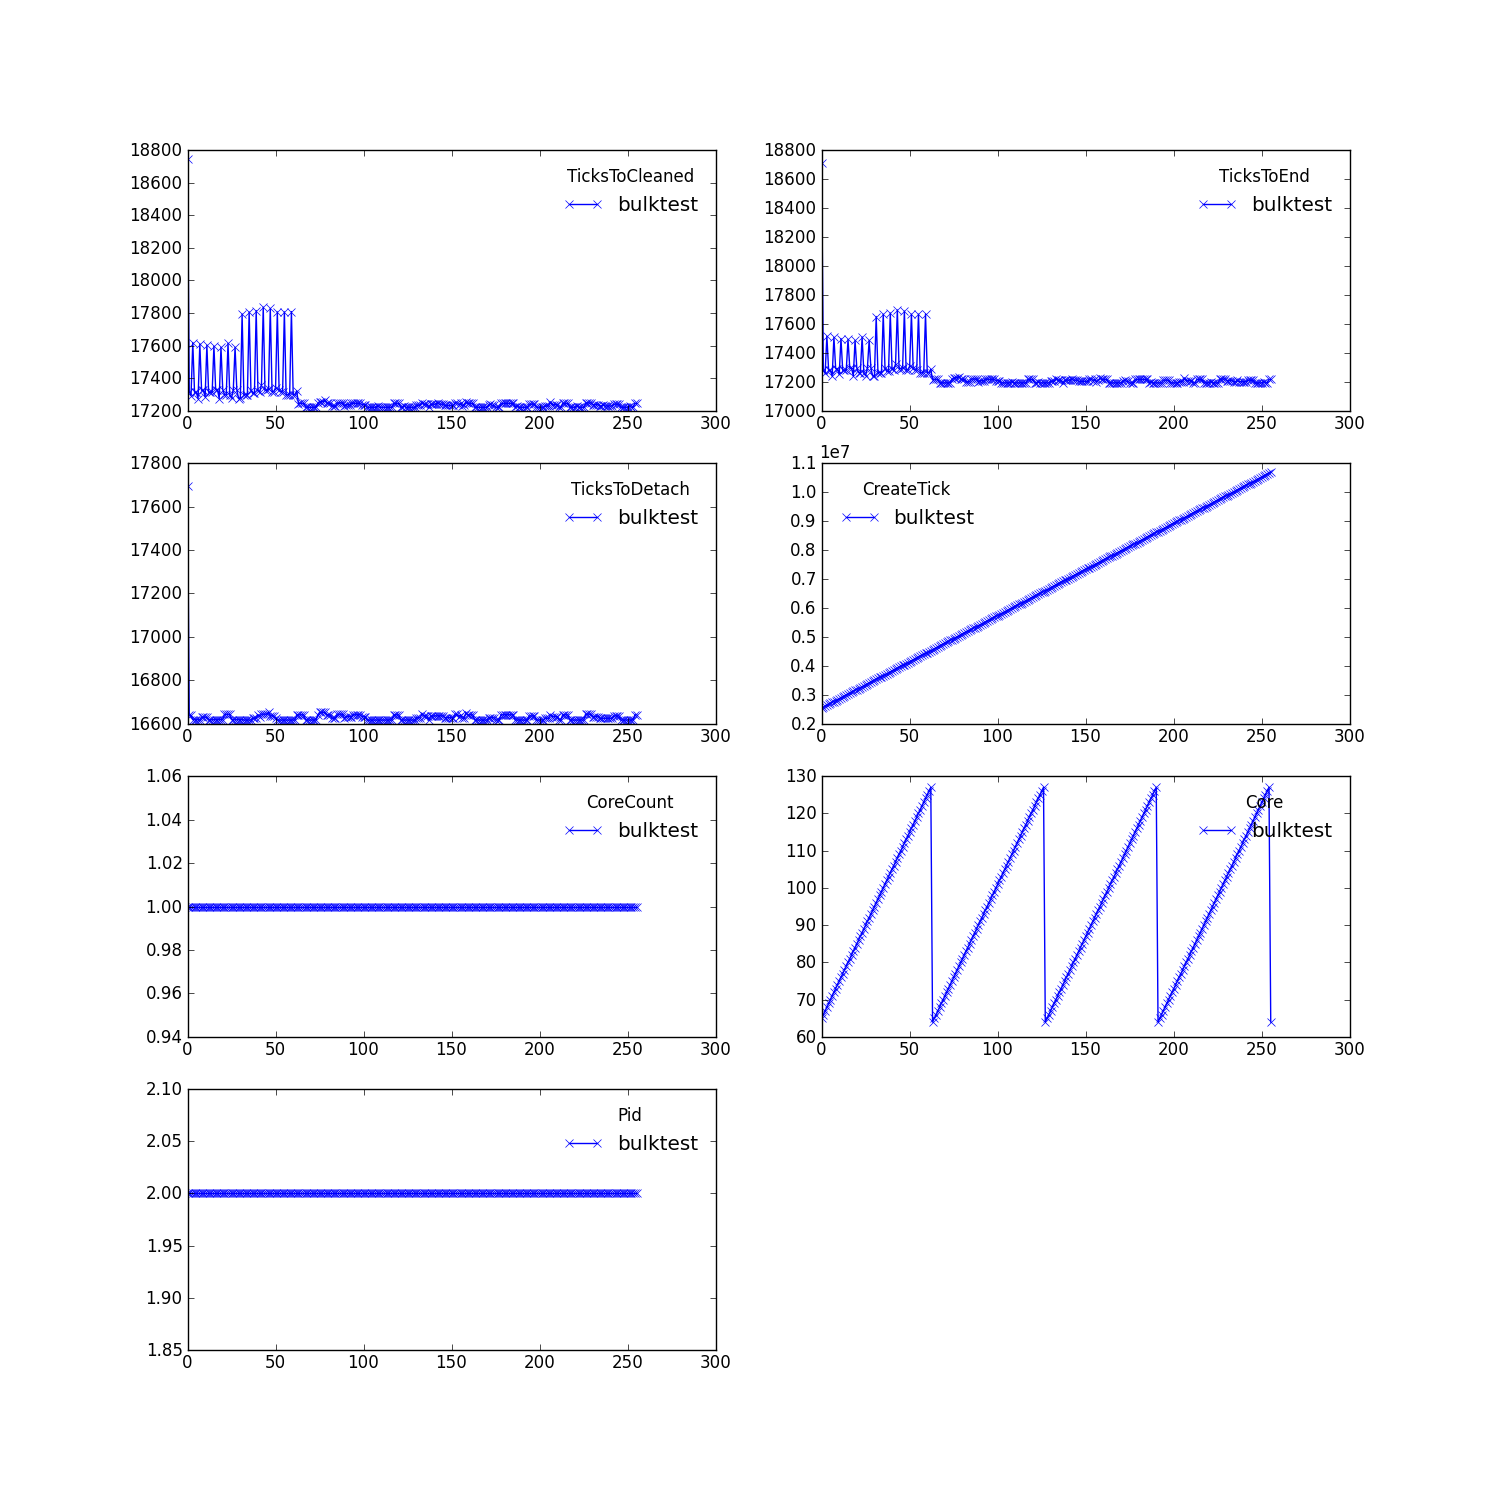 TicksToCleaned
bulktest
18800
18600
18400
18200
18000
17800
17600
17400
17200
0 50 100 150 200 250 300
TicksToEnd
bulktest
18800
18600
18400
18200
18000
17800
17600
17400
17200
17000
0 50 100 150 200 250 300
TicksToDetach
bulktest
17800
17600
17400
17200
17000
16800
16600
0 50 100 150 200 250 300
1e7
CreateTick
bulktest
1.1
1.0
0.9
0.8
0.7
0.6
0.5
0.4
0.3
0.2
0 50 100 150 200 250 300
CoreCount
bulktest
1.06
1.04
1.02
1.00
0.98
0.96
0.94
0 50 100 150 200 250 300
Core
bulktest
130
120
110
100
90
80
70
60
0 50 100 150 200 250 300
Pid
bulktest
2.10
2.05
2.00
1.95
1.90
1.85
0 50 100 150 200 250 300